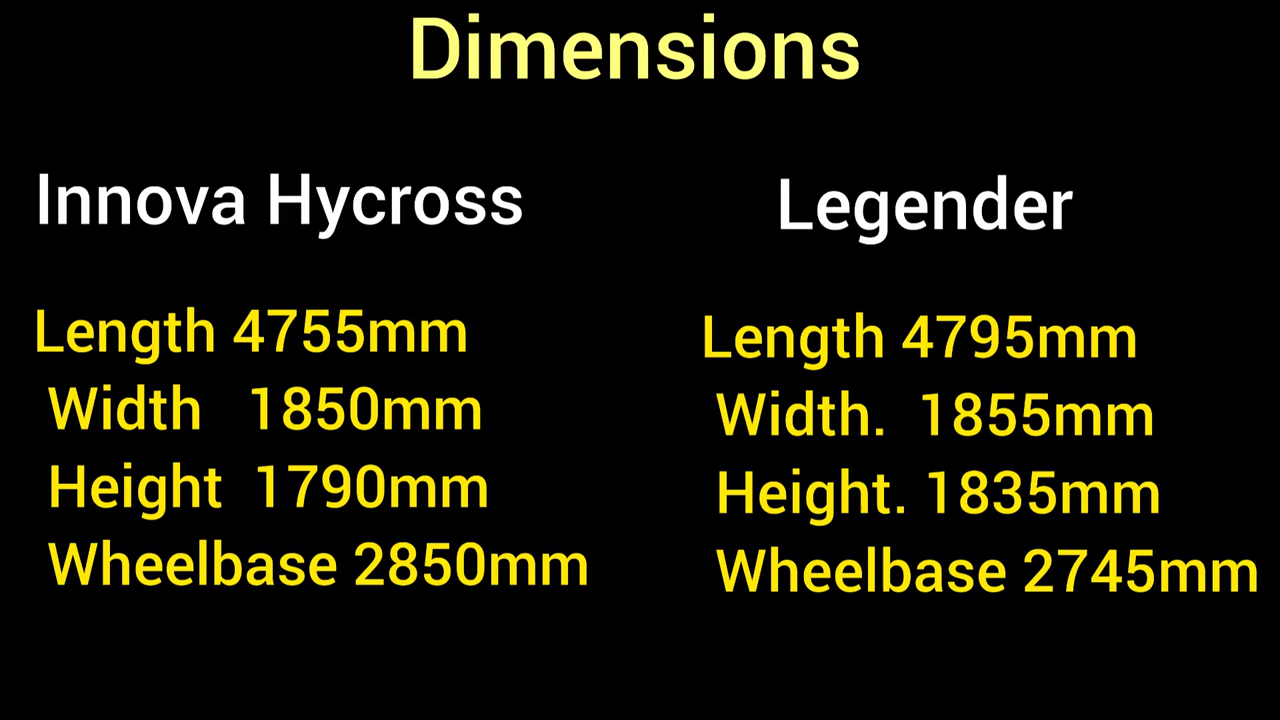 Dimensions
Innova Hycross
Length 4755mm
Width 1850mm
Height 1790mm
Wheelbase 2850mm
Legender
Length 4795mm
Width. 1855mm
Height. 1835mm
Wheelbase 2745mm